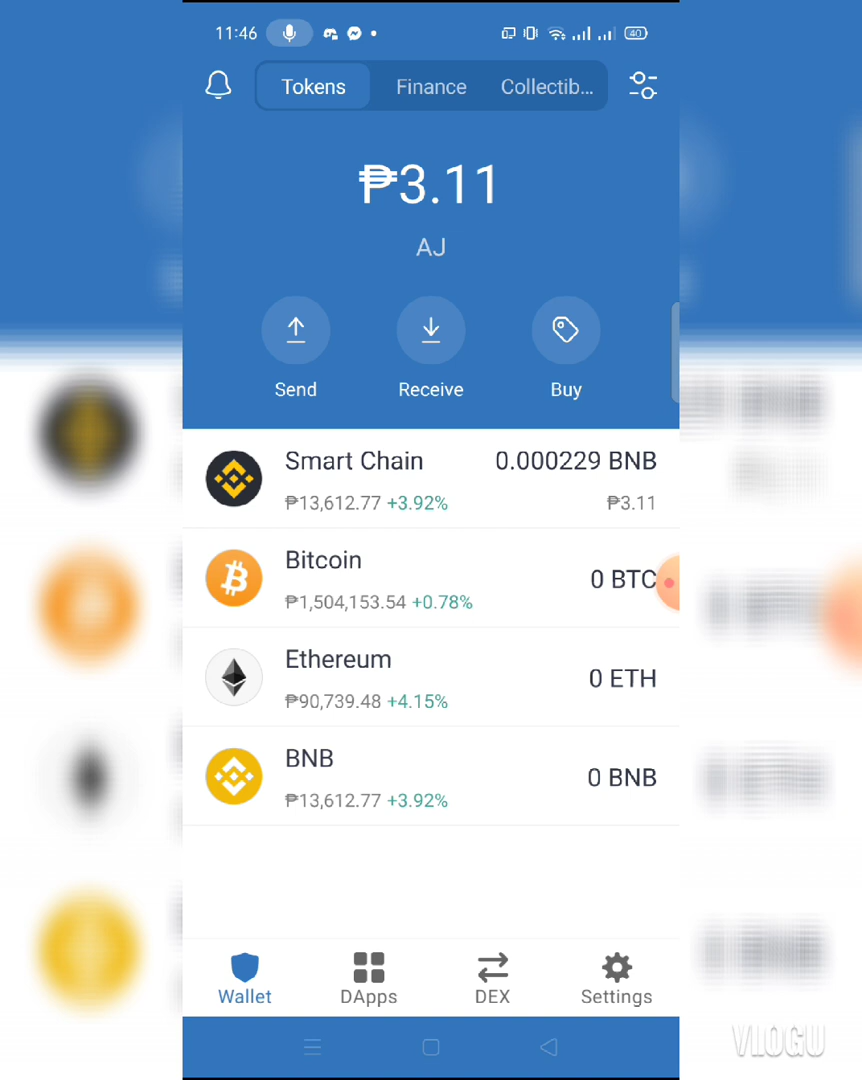 11:46
40
Tokens Finance Collectib...
₱3.11
AJ
Send Receive Buy
Smart Chain 0.000229 BNB
₱13,612.77 +3.92% ₱3.11
Bitcoin 0 BTC
₱1,504,153.54 +0.78%
Ethereum 0 ETH
₱90,739.48 +4.15%
BNB 0 BNB
₱13,612.77 +3.92%
Wallet DApps DEX Settings
VLOGU